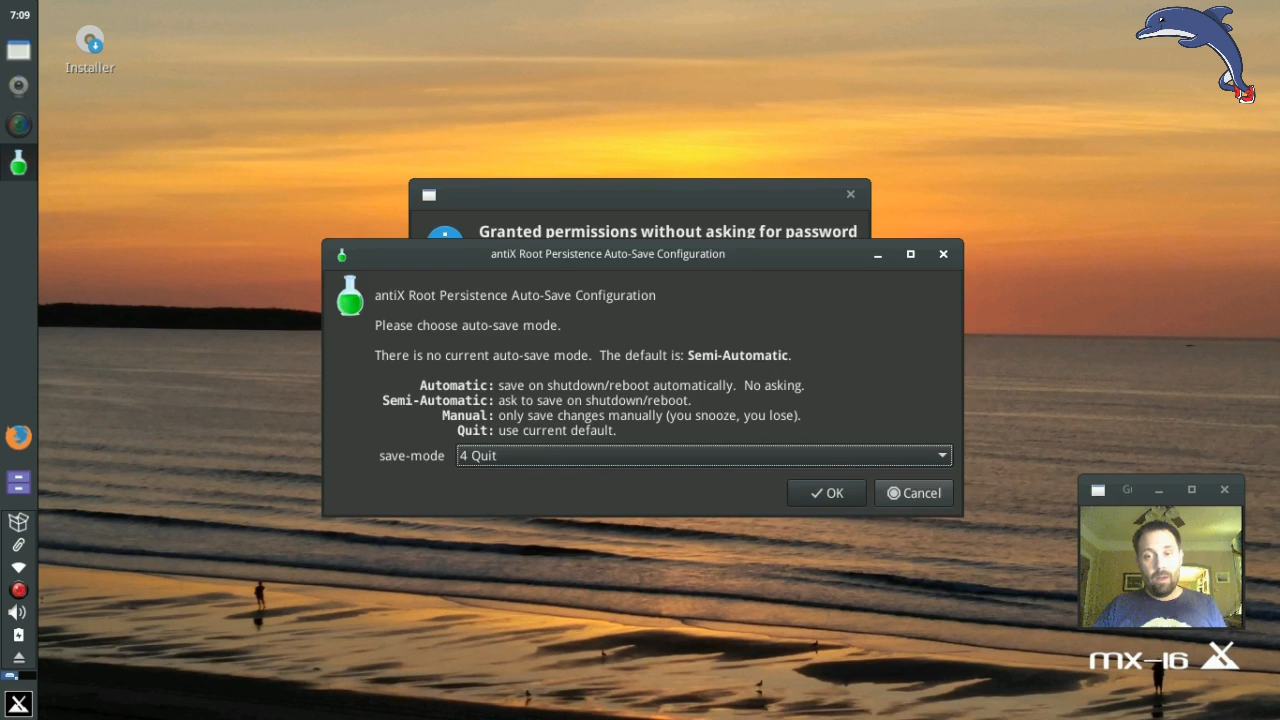 7:09
Installer
Granted permissions without asking for password
antiX Root Persistence Auto-Save Configuration
antiX Root Persistence Auto-Save Configuration
Please choose auto-save mode.
There is no current auto-save mode.  The default is: Semi-Automatic.
Automatic: save on shutdown/reboot automatically.  No asking.
Semi-Automatic: ask to save on shutdown/reboot.
Manual: only save changes manually (you snooze, you lose).
Quit: use current default.
save-mode 4 Quit
OK Cancel
mx-16